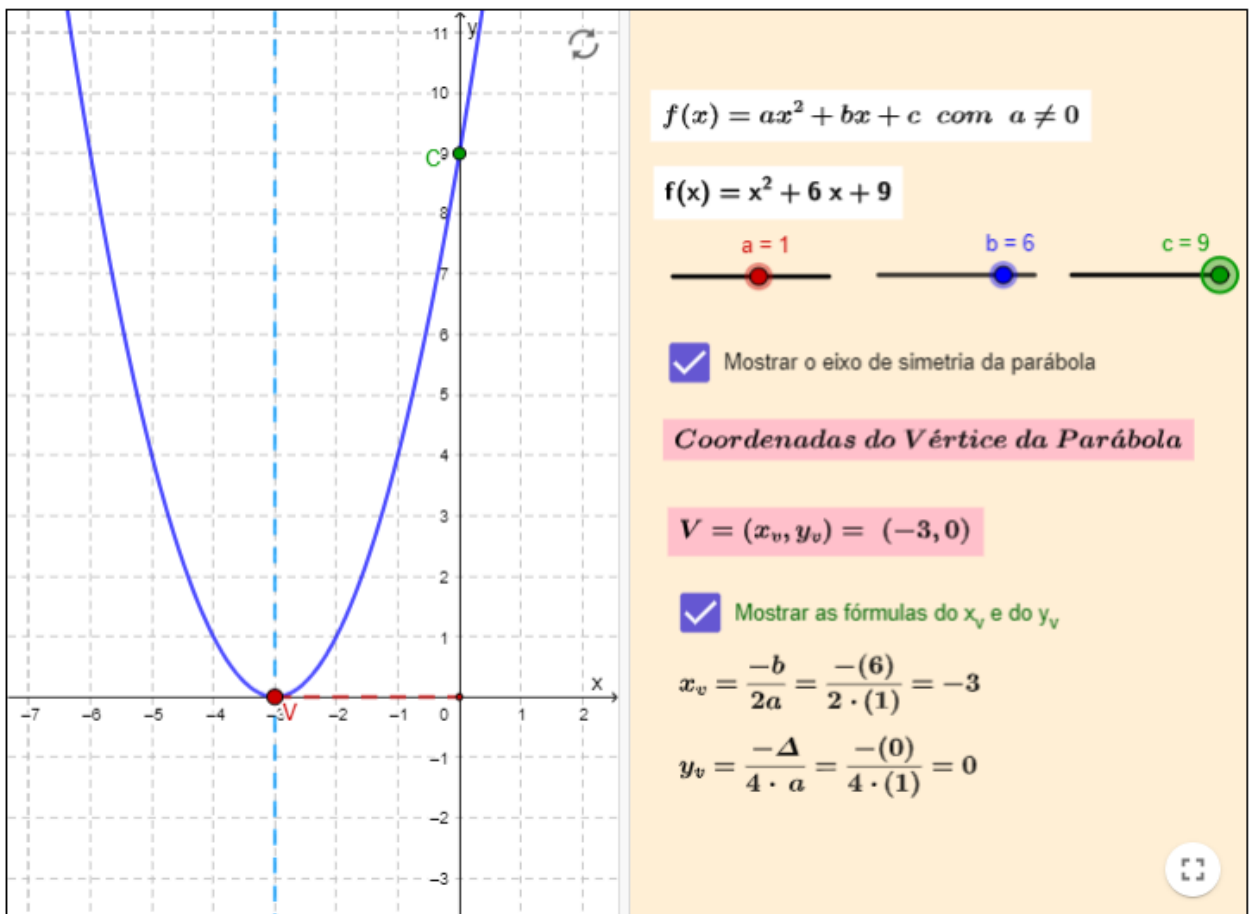 y
11
10
C 9
8
7
6
5
4
3
2
1
x
−7 −6 −5 −4 −3 V −2 −1 0 1 2
−1
−2
−3
f(x) = ax² + bx + c com a ≠ 0
f(x) = x² + 6 x + 9
a = 1 b = 6 c = 9
Mostrar o eixo de simetria da parábola
Coordenadas do Vértice da Parábola
V = (xᵥ, yᵥ) = (−3, 0)
Mostrar as fórmulas do xᵥ e do yᵥ
xᵥ = −b / 2a = −(6) / 2 · (1) = −3
yᵥ = −Δ / 4 · a = −(0) / 4 · (1) = 0